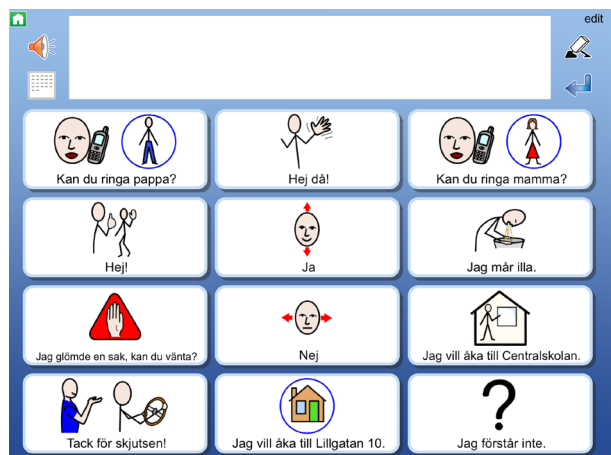 edit
Kan du ringa pappa?
Hej då!
Kan du ringa mamma?
Hej!
Ja
Jag mår illa.
Jag glömde en sak, kan du vänta?
Nej
Jag vill åka till Centralskolan.
Tack för skjutsen!
Jag vill åka till Lillgatan 10.
?
Jag förstår inte.